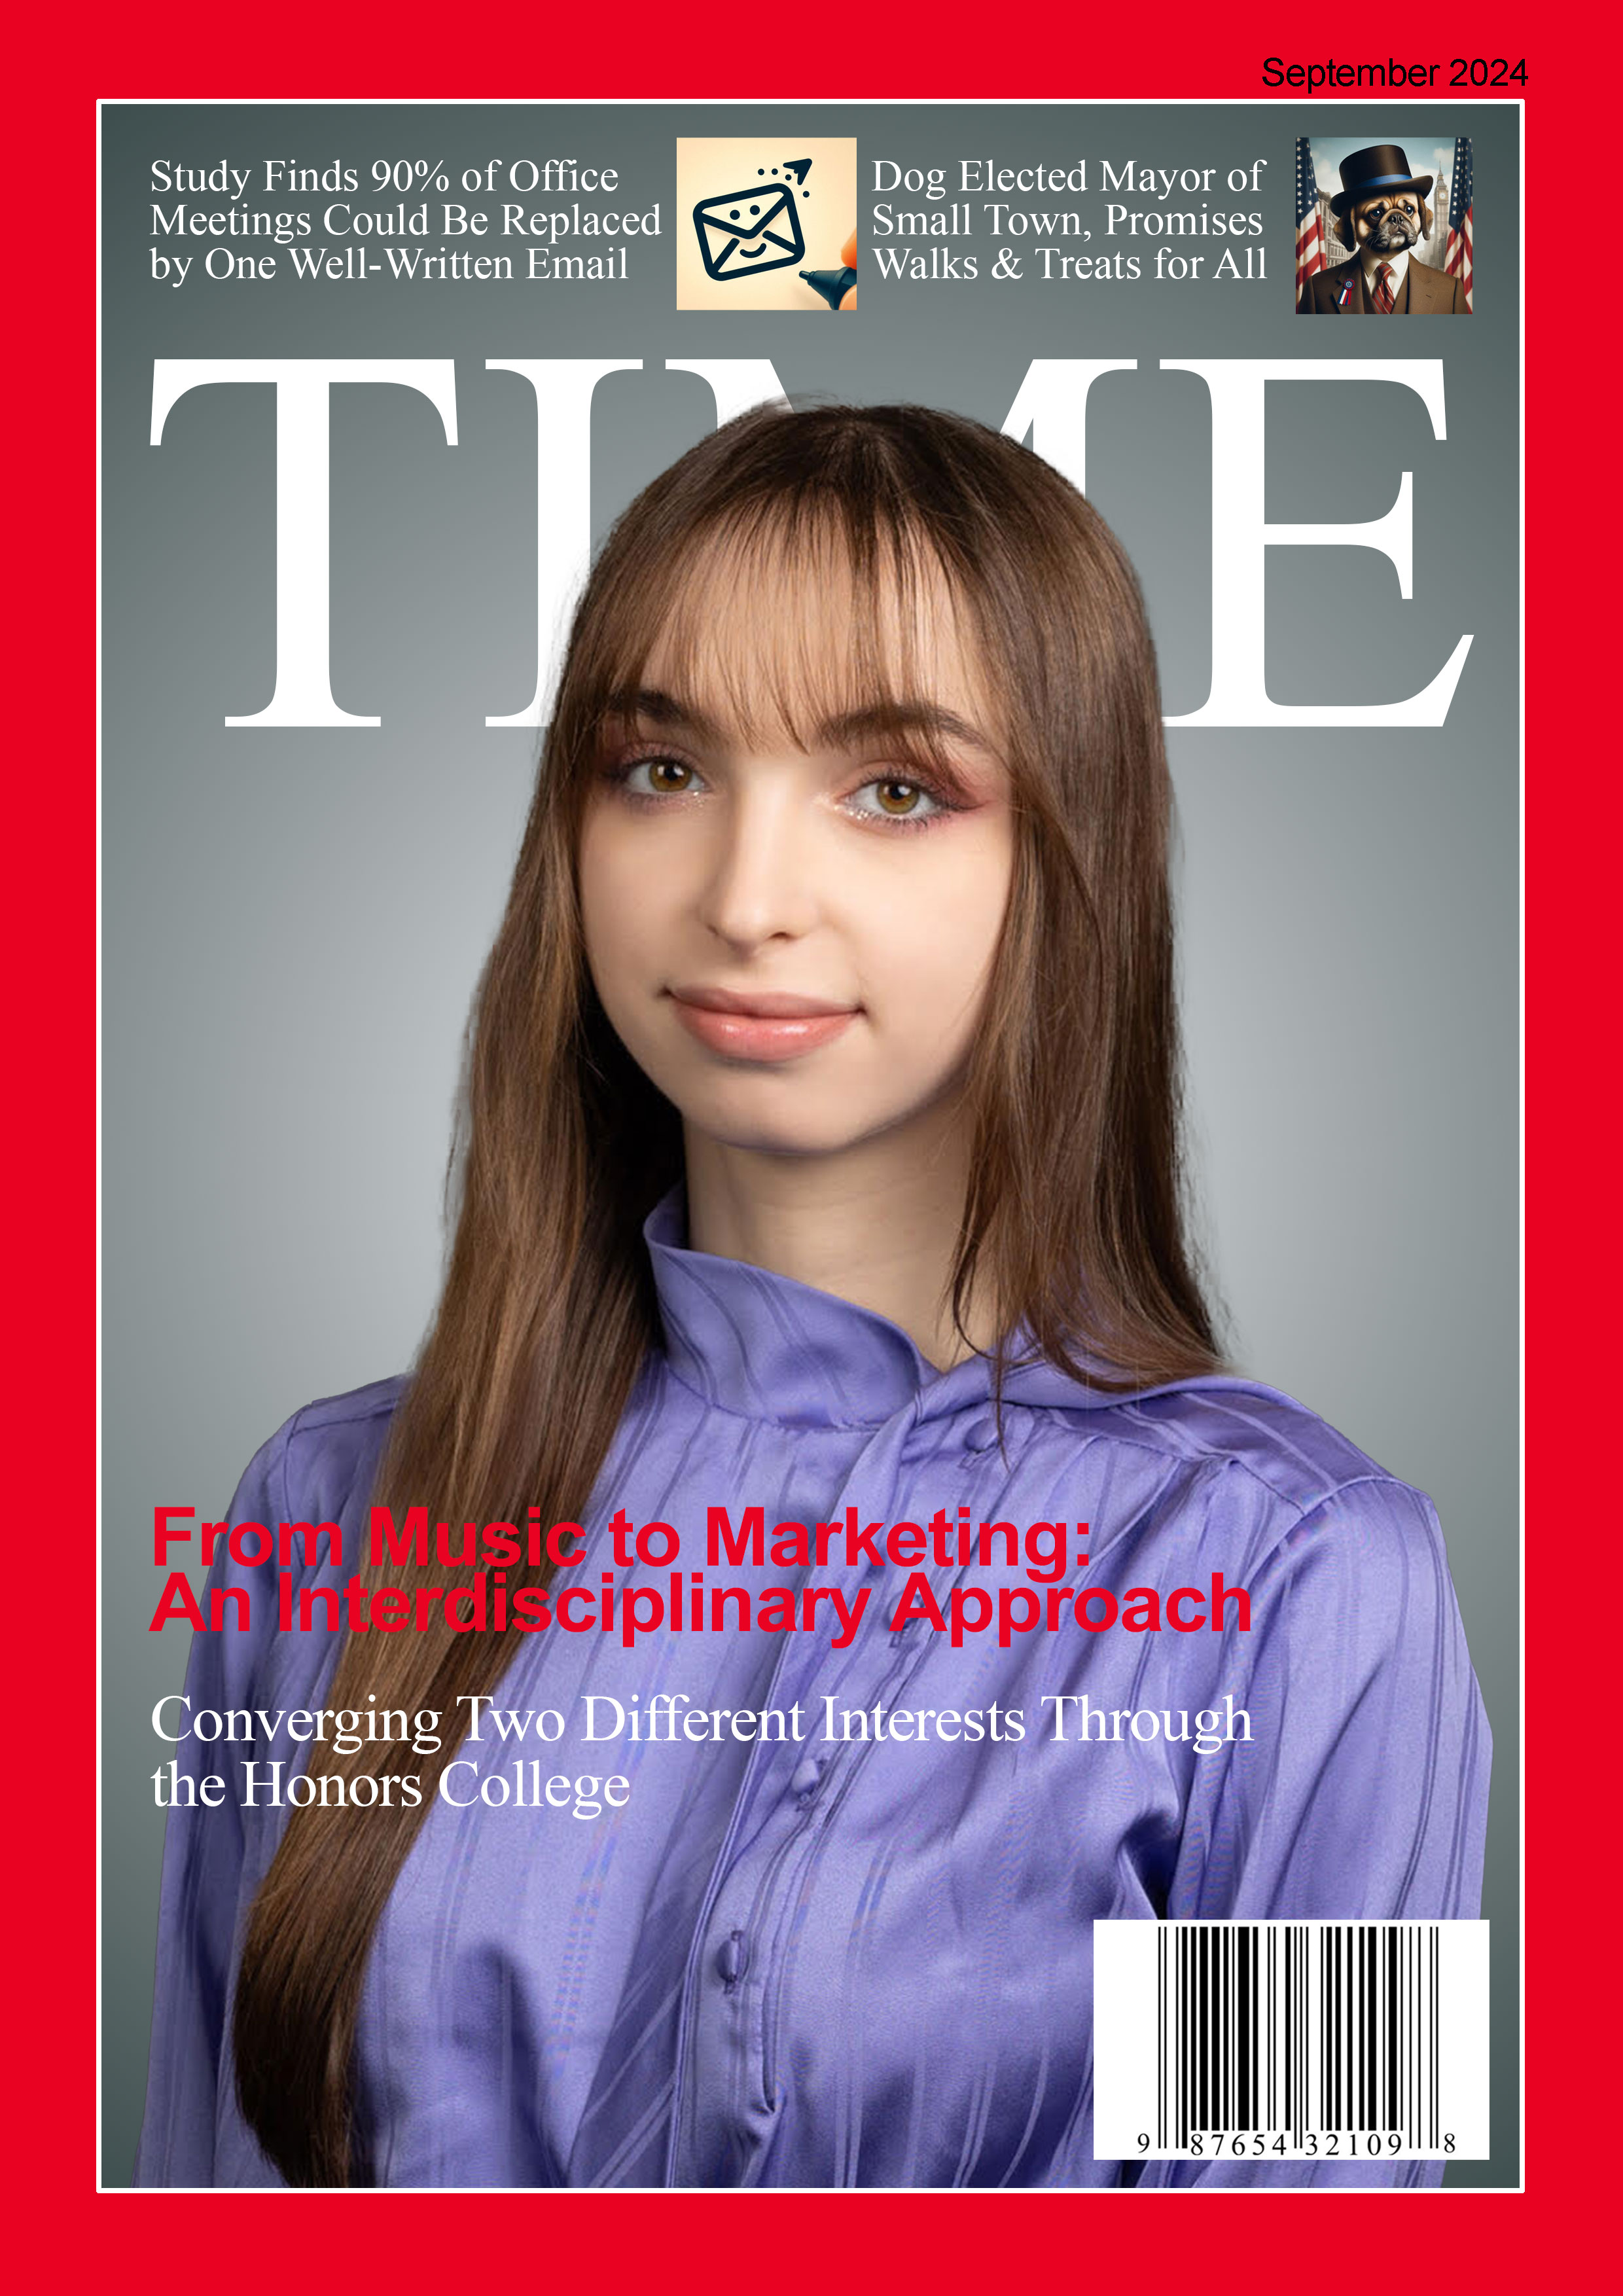 September 2024
Study Finds 90% of Office
Meetings Could Be Replaced
by One Well-Written Email
Dog Elected Mayor of
Small Town, Promises
Walks & Treats for All
TIME
From Music to Marketing:
An Interdisciplinary Approach
Converging Two Different Interests Through
the Honors College
9 87654 32109 8